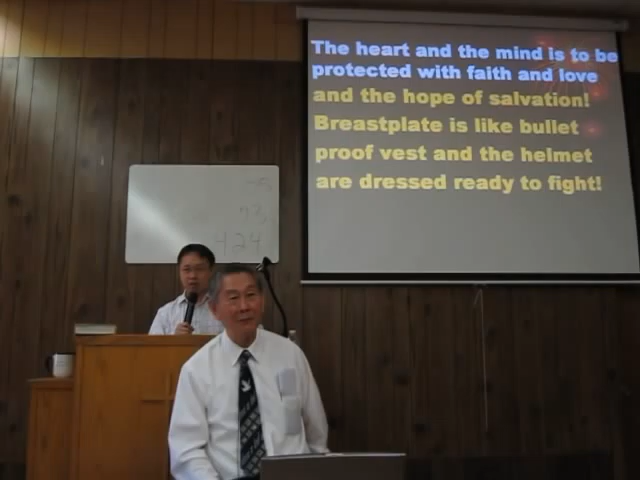 The heart and the mind is to be
protected with faith and love
and the hope of salvation!
Breastplate is like bullet
proof vest and the helmet
are dressed ready to fight!
73,
424